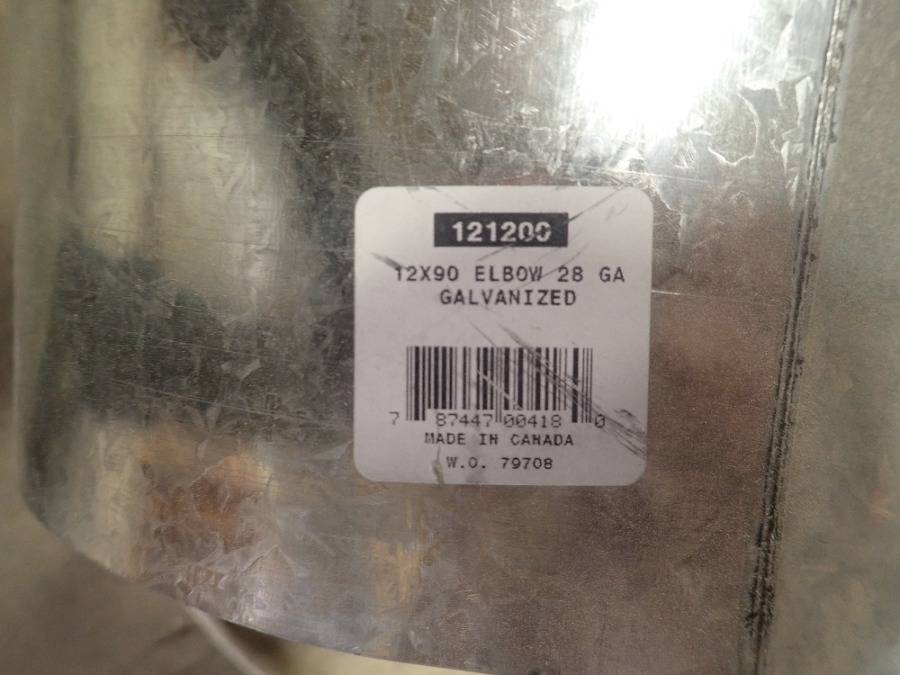 121200
12X90 ELBOW 28 GA
GALVANIZED
7 87447 00418 0
MADE IN CANADA
W.O. 79708